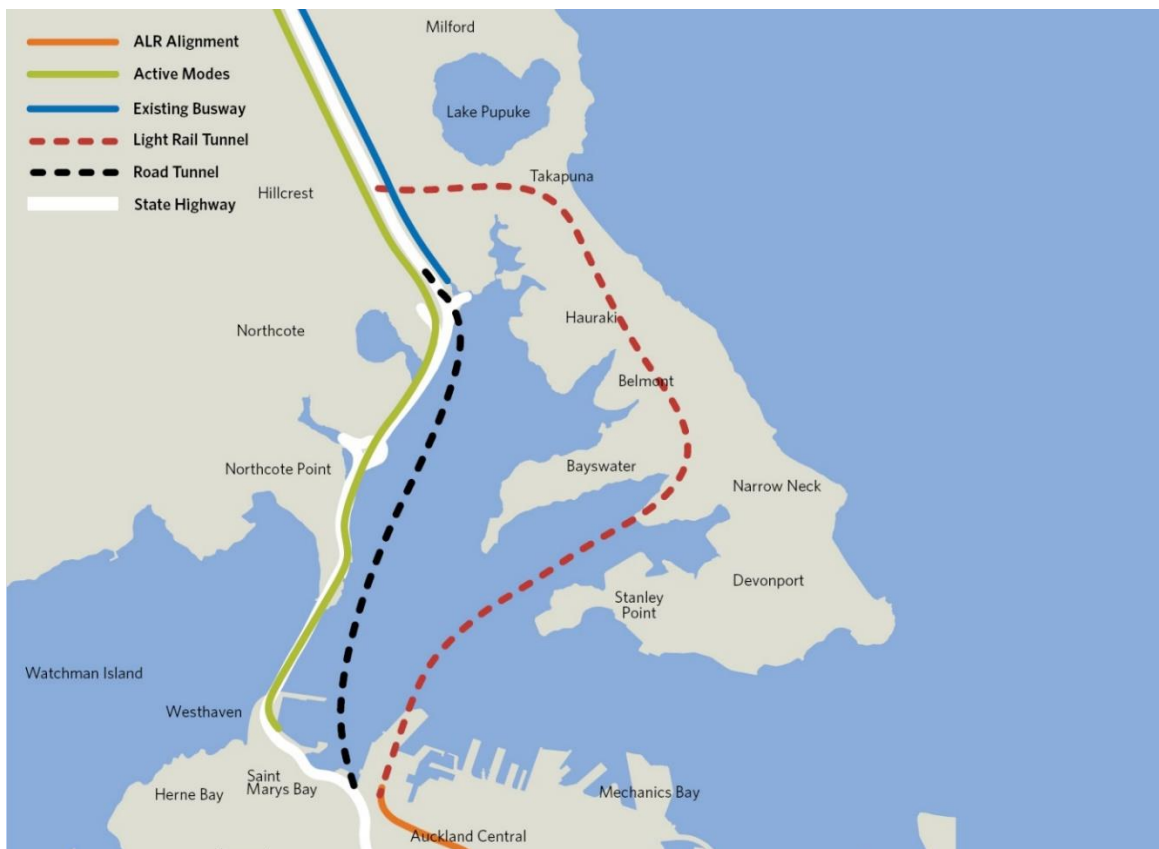 ALR Alignment
Active Modes
Existing Busway
Light Rail Tunnel
Road Tunnel
State Highway
Milford
Lake Pupuke
Takapuna
Hillcrest
Hauraki
Northcote
Belmont
Bayswater
Northcote Point
Narrow Neck
Devonport
Stanley
Point
Watchman Island
Westhaven
Saint
Marys Bay
Herne Bay
Mechanics Bay
Auckland Central